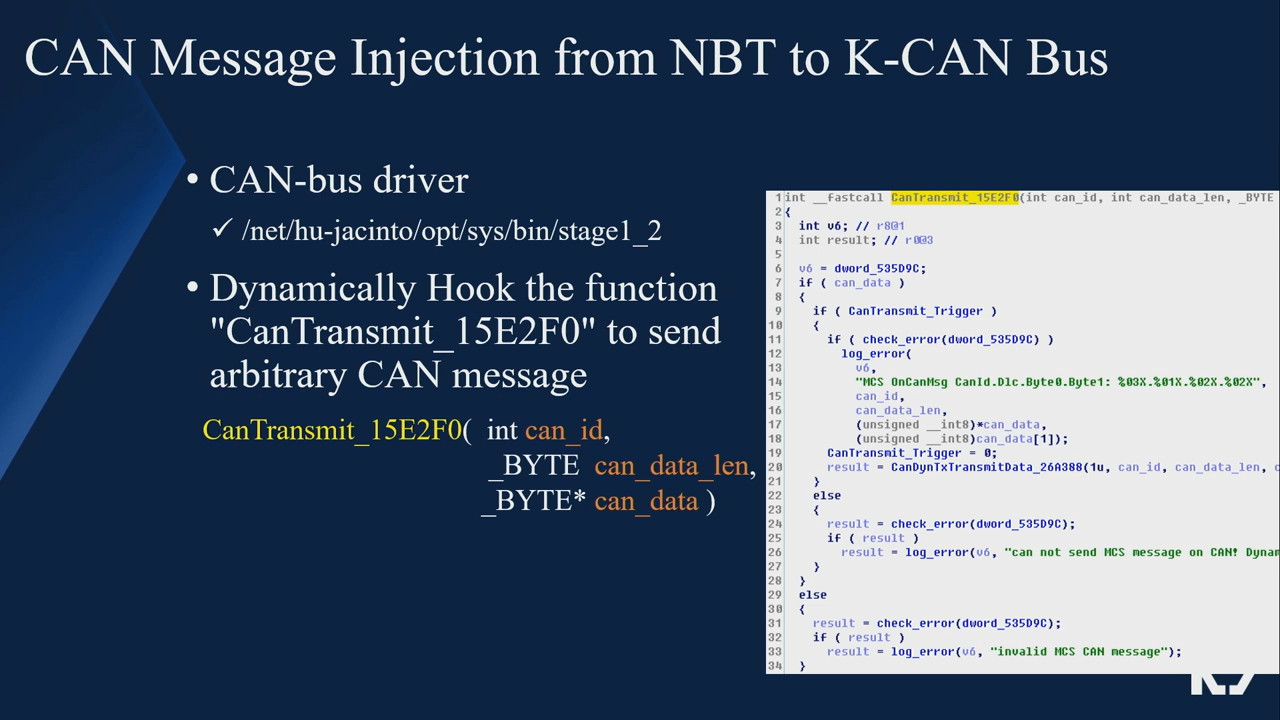 CAN Message Injection from NBT to K-CAN Bus
• CAN-bus driver
✓ /net/hu-jacinto/opt/sys/bin/stage1_2
• Dynamically Hook the function
"CanTransmit_15E2F0" to send
arbitrary CAN message
CanTransmit_15E2F0( int can_id,
_BYTE can_data_len,
_BYTE* can_data )
1 int __fastcall CanTransmit_15E2F0(int can_id, int can_data_len, _BYTE
2 {
3 int v6; // r8@1
4 int result; // r0@3
5
6 v6 = dword_535D9C;
7 if ( can_data )
8 {
9 if ( CanTransmit_Trigger )
10 {
11 if ( check_error(dword_535D9C) )
12 log_error(
13 v6,
14 "MCS OnCanMsg CanId.Dlc.Byte0.Byte1: %03X.%01X.%02X.%02X",
15 can_id,
16 can_data_len,
17 (unsigned __int8)*can_data,
18 (unsigned __int8)can_data[1]);
19 CanTransmit_Trigger = 0;
20 result = CanDynTxTransmitData_26A388(1u, can_id, can_data_len, c
21 }
22 else
23 {
24 result = check_error(dword_535D9C);
25 if ( result )
26 result = log_error(v6, "can not send MCS message on CAN! Dynam
27 }
28 }
29 else
30 {
31 result = check_error(dword_535D9C);
32 if ( result )
33 result = log_error(v6, "invalid MCS CAN message");
34 }